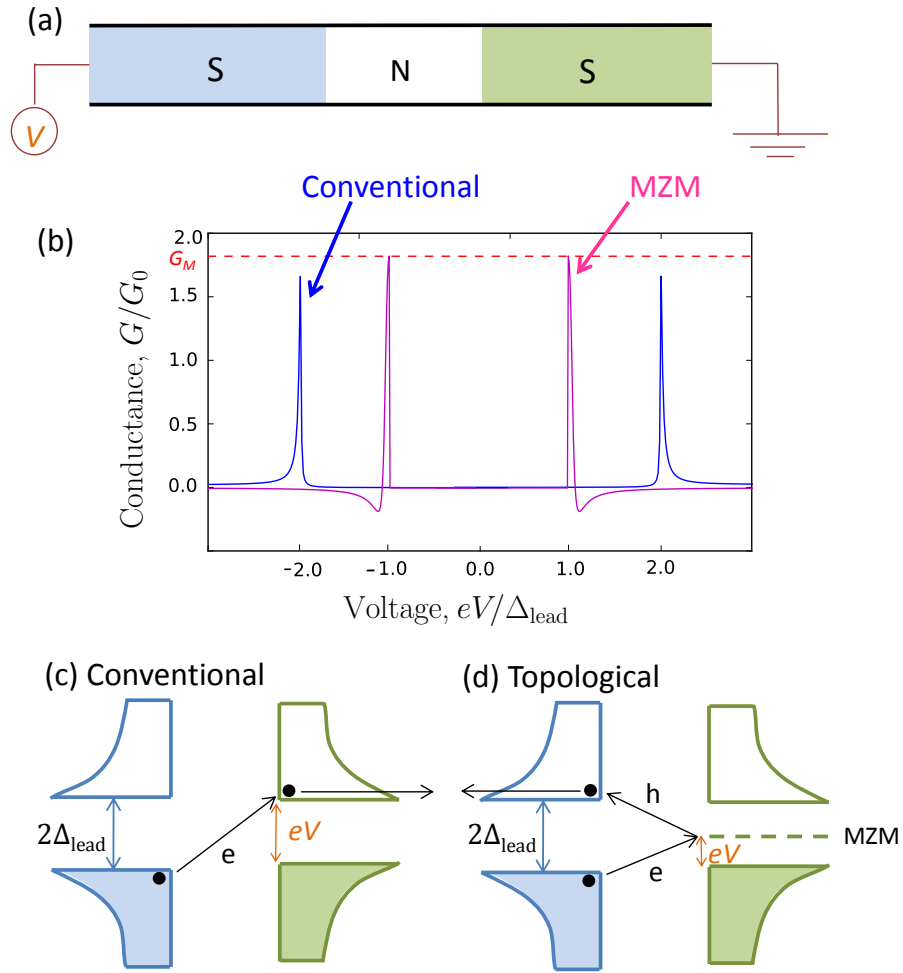 (a)
S N S
V
Conventional MZM
(b)
2.0
G_M
1.5
1.0
0.5
0.0
Conductance, G/G_0
-2.0 -1.0 0.0 1.0 2.0
Voltage, eV/Δ_lead
(c) Conventional
(d) Topological
2Δ_lead
e
eV
2Δ_lead
h
e
eV
MZM